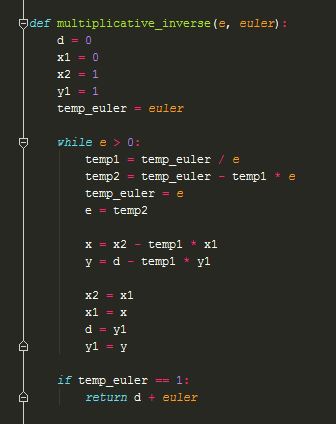 def multiplicative_inverse(e, euler):
    d = 0
    x1 = 0
    x2 = 1
    y1 = 1
    temp_euler = euler

    while e > 0:
        temp1 = temp_euler / e
        temp2 = temp_euler - temp1 * e
        temp_euler = e
        e = temp2

        x = x2 - temp1 * x1
        y = d - temp1 * y1

        x2 = x1
        x1 = x
        d = y1
        y1 = y

    if temp_euler == 1:
        return d + euler